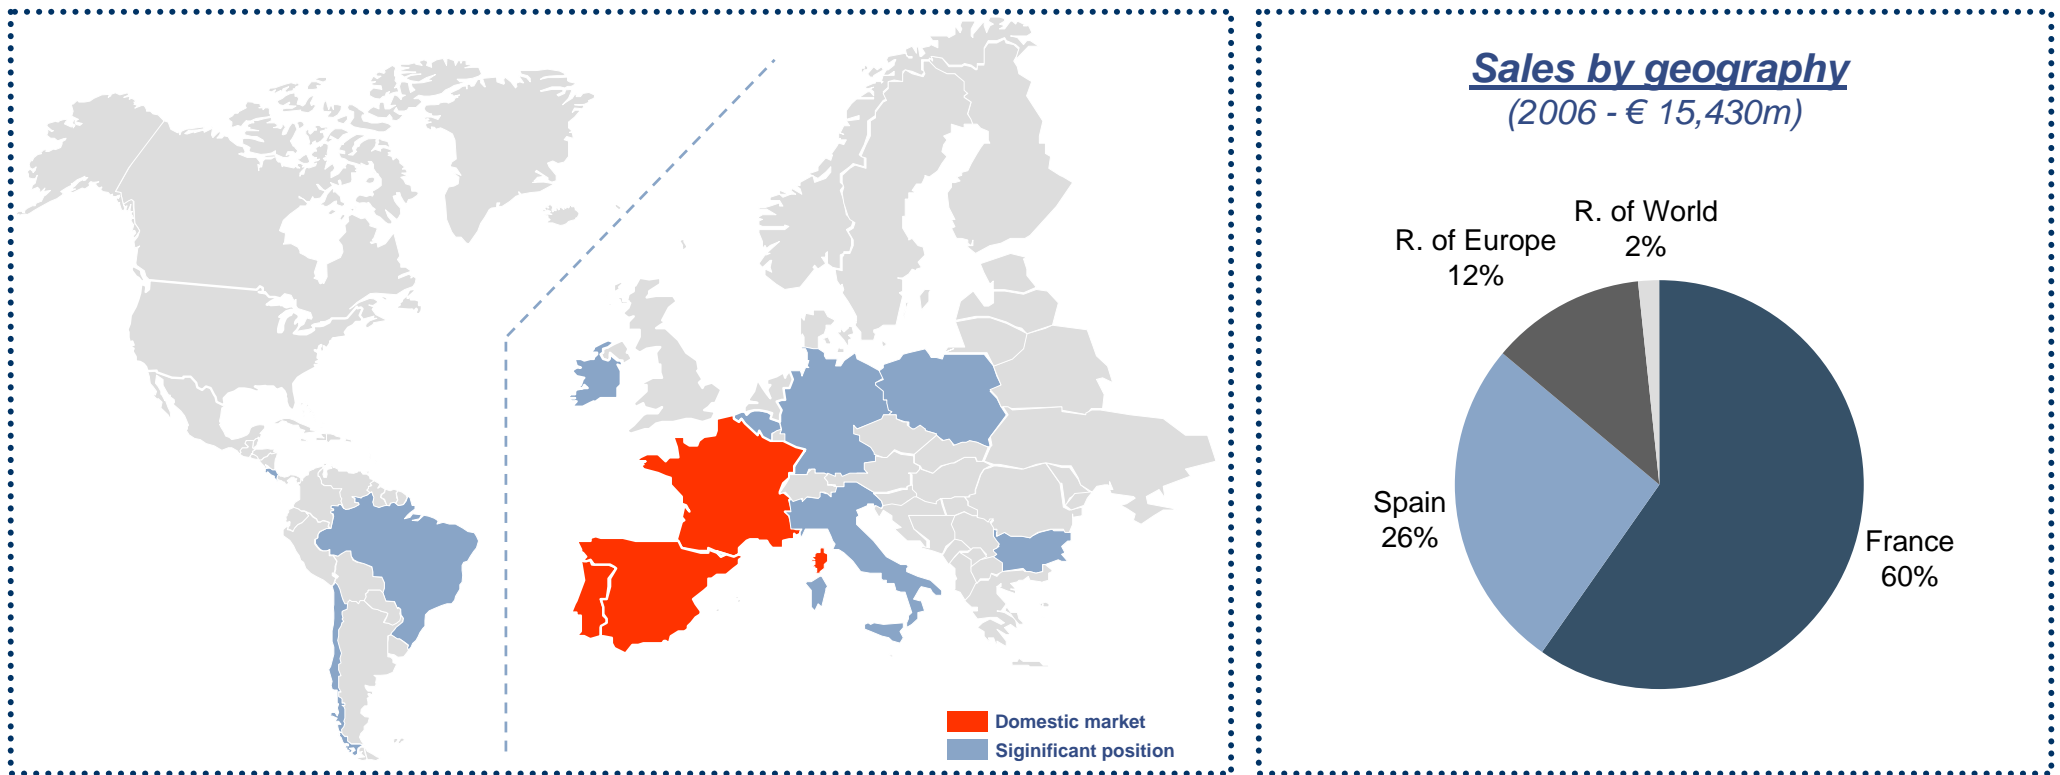 Domestic market
Siginificant position
Sales by geography
(2006 - € 15,430m)
R. of World
2%
R. of Europe
12%
Spain
26%
France
60%